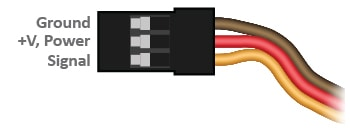 Ground
+V, Power
Signal